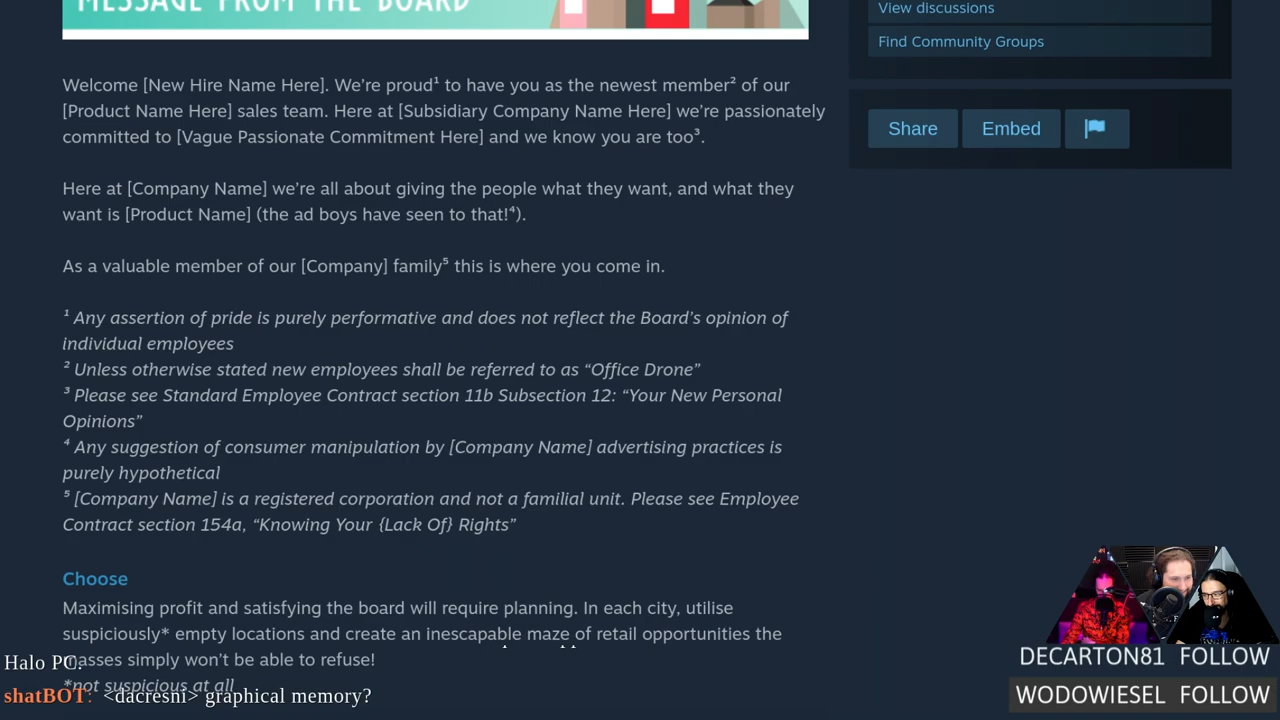 MESSAGE FROM THE BOARD
View discussions
Find Community Groups
Share
Embed
Welcome [New Hire Name Here]. We’re proud¹ to have you as the newest member² of our
[Product Name Here] sales team. Here at [Subsidiary Company Name Here] we’re passionately
committed to [Vague Passionate Commitment Here] and we know you are too³.
Here at [Company Name] we’re all about giving the people what they want, and what they
want is [Product Name] (the ad boys have seen to that!⁴).
As a valuable member of our [Company] family⁵ this is where you come in.
¹ Any assertion of pride is purely performative and does not reflect the Board’s opinion of
individual employees
² Unless otherwise stated new employees shall be referred to as “Office Drone”
³ Please see Standard Employee Contract section 11b Subsection 12: “Your New Personal
Opinions”
⁴ Any suggestion of consumer manipulation by [Company Name] advertising practices is
purely hypothetical
⁵ [Company Name] is a registered corporation and not a familial unit. Please see Employee
Contract section 154a, “Knowing Your {Lack Of} Rights”
Choose
Maximising profit and satisfying the board will require planning. In each city, utilise
suspiciously* empty locations and create an inescapable maze of retail opportunities the
masses simply won’t be able to refuse!
*not suspicious at all
Halo PC.
shatBOT: <dacresni> graphical memory?
DECARTON81 FOLLOW
WODOWIESEL FOLLOW